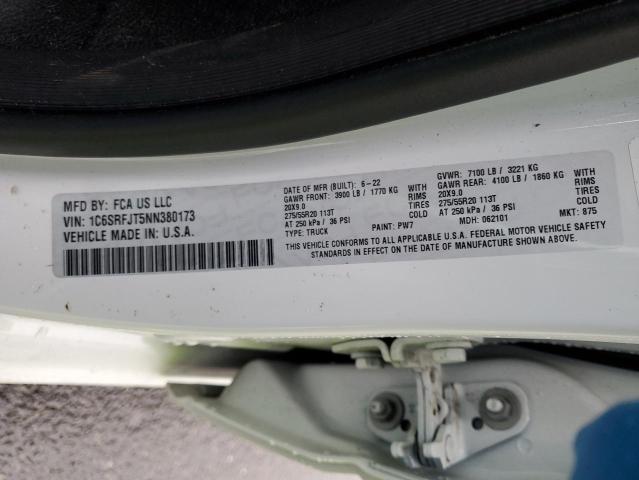 MFD BY: FCA US LLC
VIN: 1C6SRFJT5NN380173
VEHICLE MADE IN: U.S.A.
DATE OF MFR (BUILT): 6-22
GAWR FRONT: 3900 LB / 1770 KG WITH
20X9.0 RIMS
275/55R20 113T TIRES
AT 250 kPa / 36 PSI COLD
TYPE: TRUCK PAINT: PW7
GVWR: 7100 LB / 3221 KG
GAWR REAR: 4100 LB / 1860 KG WITH
20X9.0 RIMS
275/55R20 113T TIRES
AT 250 kPa / 36 PSI COLD
MDH: 062101 MKT: 875
THIS VEHICLE CONFORMS TO ALL APPLICABLE U.S.A. FEDERAL MOTOR VEHICLE SAFETY
STANDARDS IN EFFECT ON THE DATE OF MANUFACTURE SHOWN ABOVE